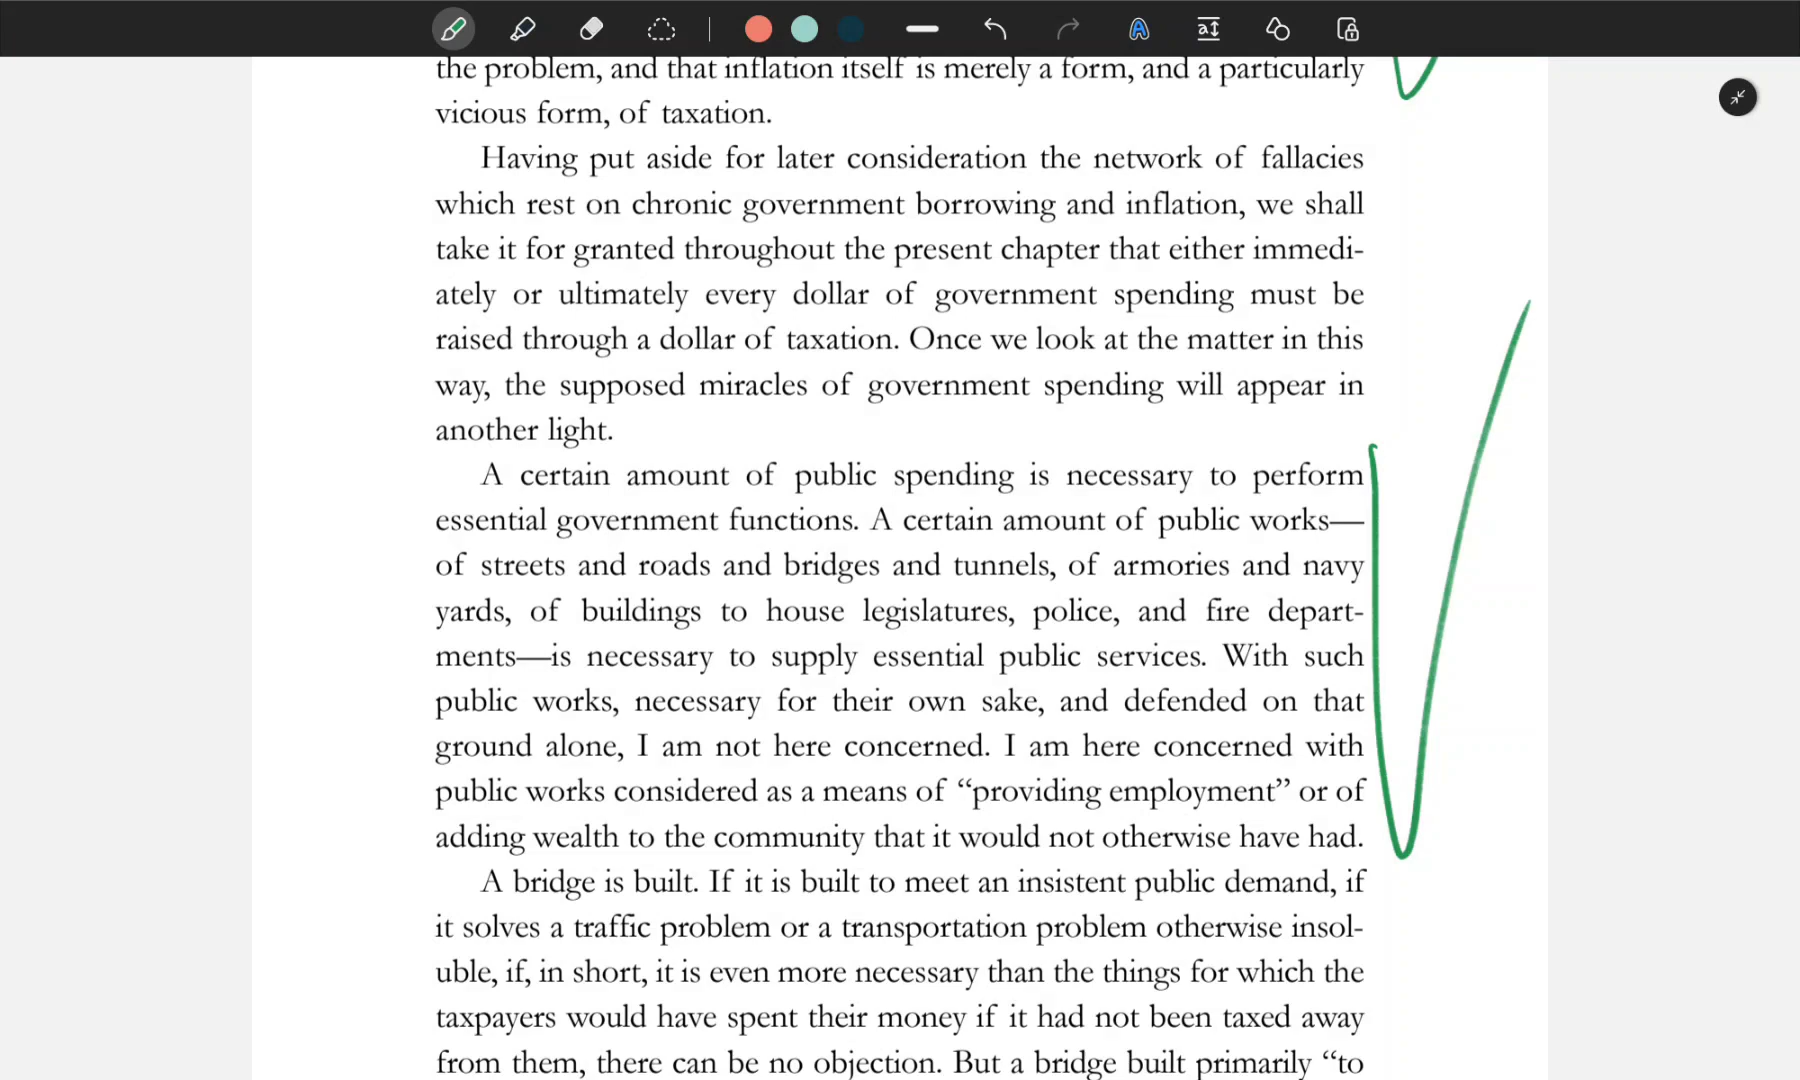 A
a
the problem, and that inflation itself is merely a form, and a particularly
vicious form, of taxation.
Having put aside for later consideration the network of fallacies
which rest on chronic government borrowing and inflation, we shall
take it for granted throughout the present chapter that either immedi-
ately or ultimately every dollar of government spending must be
raised through a dollar of taxation. Once we look at the matter in this
way, the supposed miracles of government spending will appear in
another light.
A certain amount of public spending is necessary to perform
essential government functions. A certain amount of public works—
of streets and roads and bridges and tunnels, of armories and navy
yards, of buildings to house legislatures, police, and fire depart-
ments—is necessary to supply essential public services. With such
public works, necessary for their own sake, and defended on that
ground alone, I am not here concerned. I am here concerned with
public works considered as a means of “providing employment” or of
adding wealth to the community that it would not otherwise have had.
A bridge is built. If it is built to meet an insistent public demand, if
it solves a traffic problem or a transportation problem otherwise insol-
uble, if, in short, it is even more necessary than the things for which the
taxpayers would have spent their money if it had not been taxed away
from them, there can be no objection. But a bridge built primarily “to